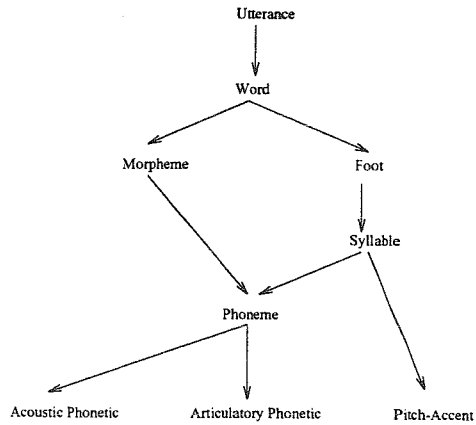 Utterance
Word
Morpheme Foot
Syllable
Phoneme
Acoustic Phonetic Articulatory Phonetic Pitch-Accent